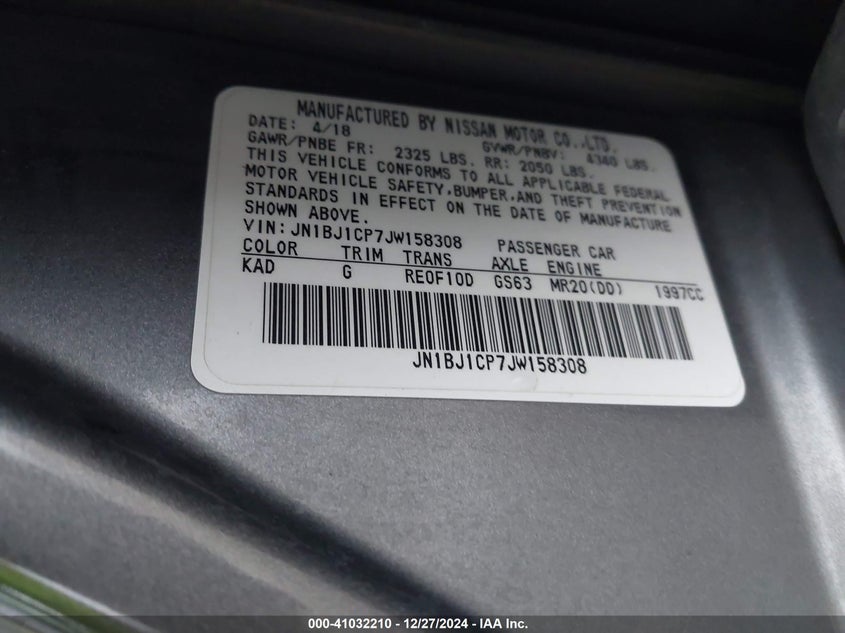 MANUFACTURED BY NISSAN MOTOR CO.,LTD.
DATE: 4/18 GVWR/PNBV: 4340 LBS.
GAWR/PNBE FR: 2325 LBS. RR: 2050 LBS.
THIS VEHICLE CONFORMS TO ALL APPLICABLE FEDERAL
MOTOR VEHICLE SAFETY,BUMPER,AND THEFT PREVENTION
STANDARDS IN EFFECT ON THE DATE OF MANUFACTURE
SHOWN ABOVE.
VIN:JN1BJ1CP7JW158308 PASSENGER CAR
COLOR TRIM TRANS AXLE ENGINE
KAD G RE0F10D GS63 MR20(DD) 1997CC
JN1BJ1CP7JW158308
000-41032210 - 12/27/2024 - IAA Inc.